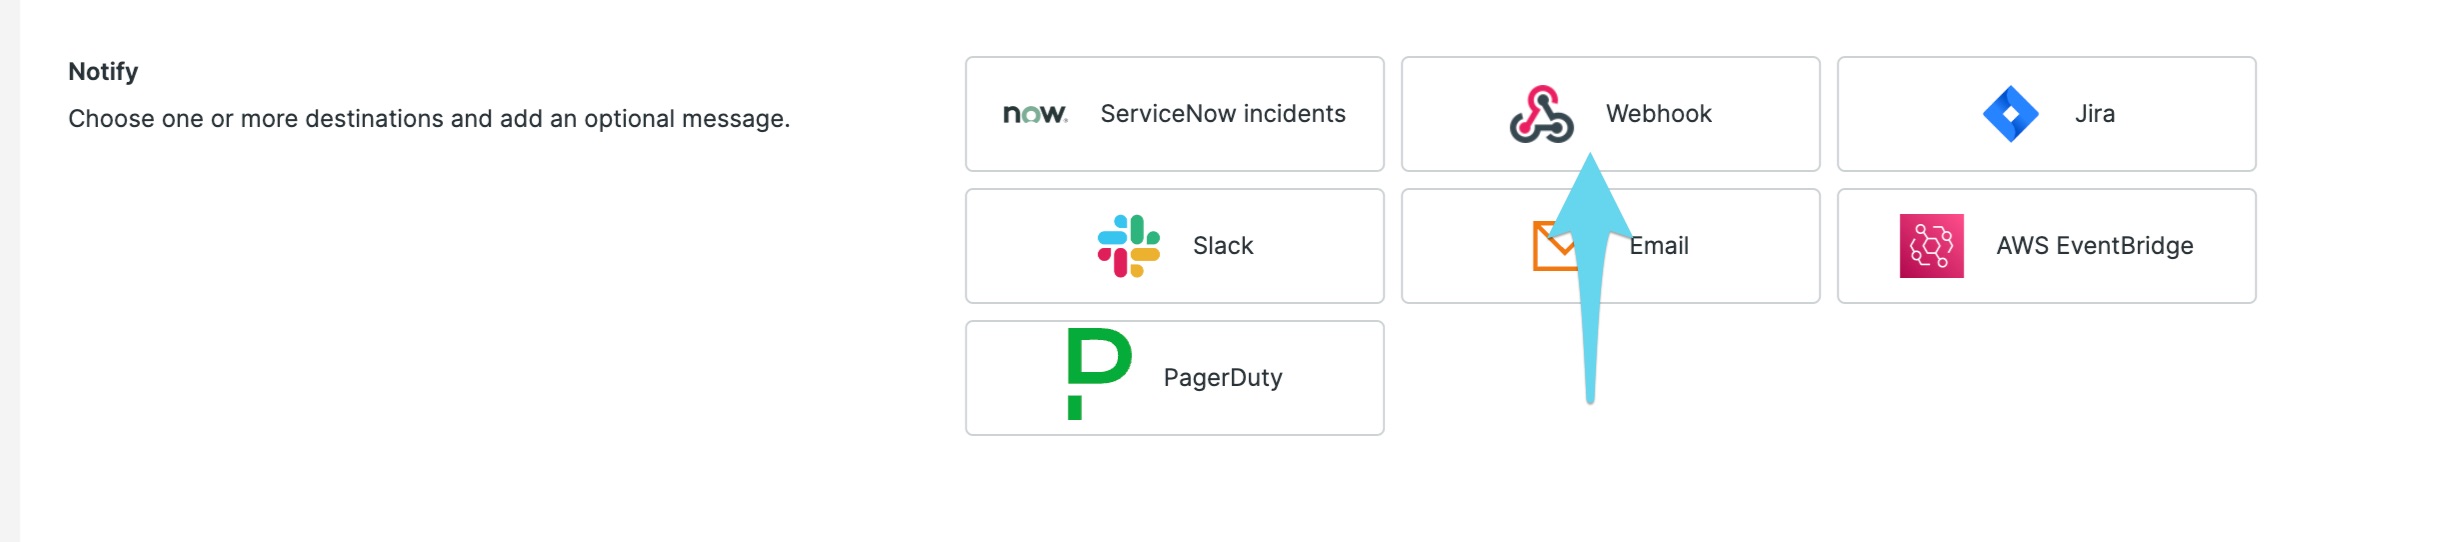 Notify
Choose one or more destinations and add an optional message.
now. ServiceNow incidents
Webhook
Jira
Slack
Email
AWS EventBridge
P PagerDuty